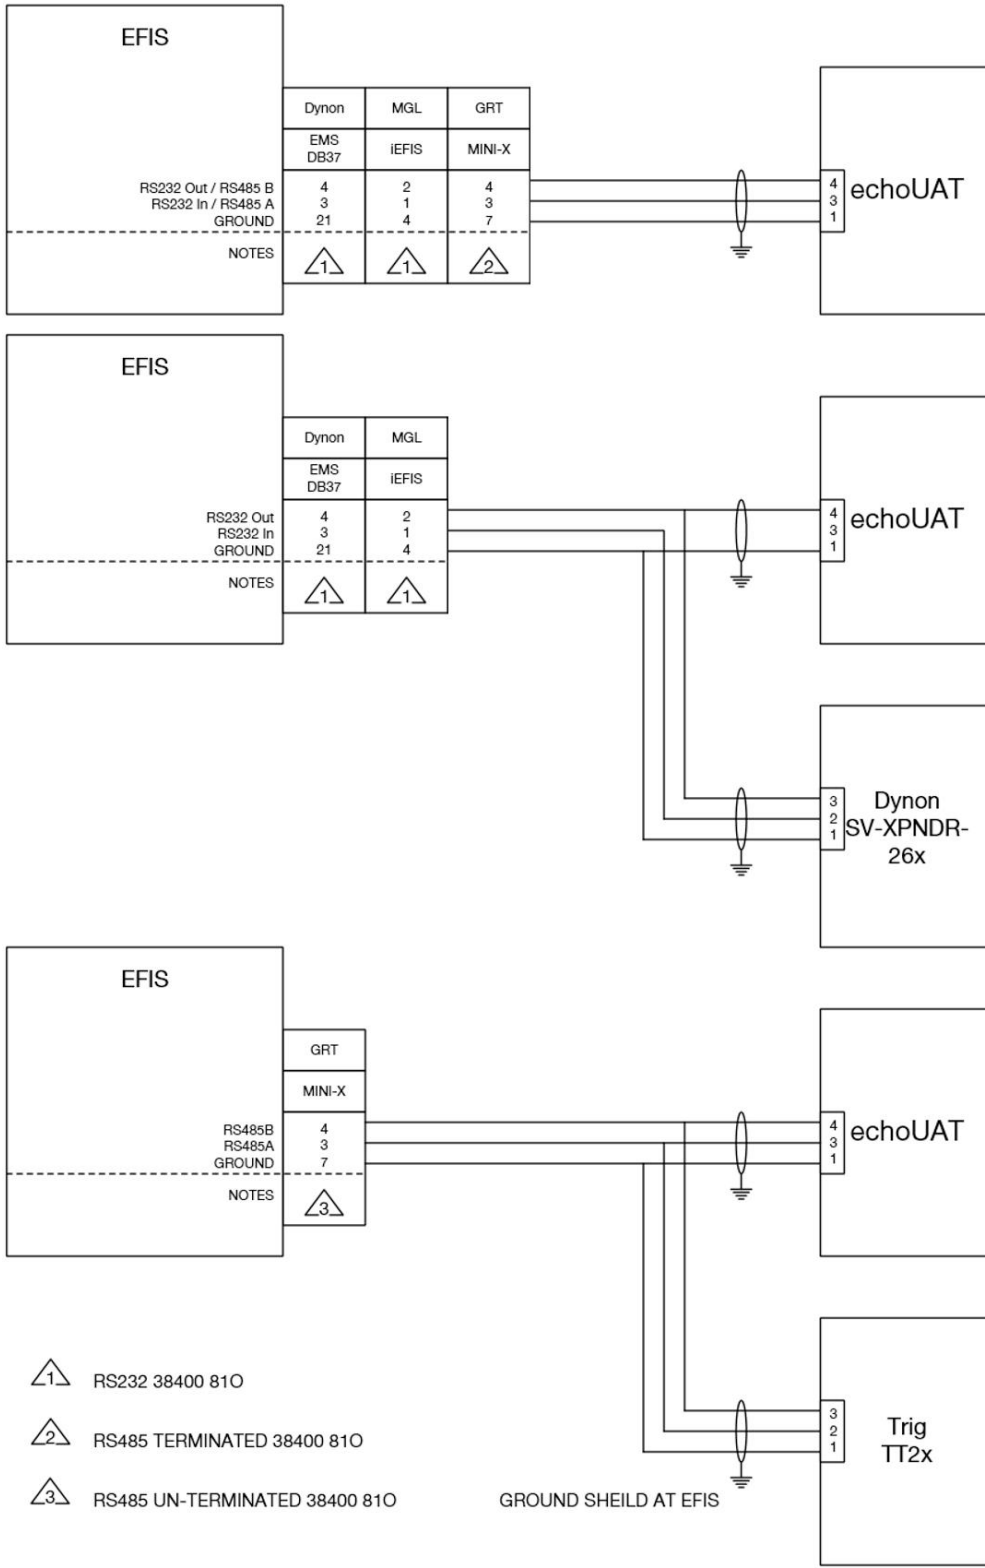 EFIS
Dynon MGL GRT
EMS DB37 iEFIS MINI-X
RS232 Out / RS485 B 4 2 4
RS232 In / RS485 A 3 1 3
GROUND 21 4 7
NOTES 1 1 2
4
3
1
echoUAT
EFIS
Dynon MGL
EMS DB37 iEFIS
RS232 Out 4 2
RS232 In 3 1
GROUND 21 4
NOTES 1 1
4
3
1
echoUAT
3
2
1
Dynon
SV-XPNDR-
26x
EFIS
GRT
MINI-X
RS485B 4
RS485A 3
GROUND 7
NOTES 3
4
3
1
echoUAT
3
2
1
Trig
TT2x
1 RS232 38400 81O
2 RS485 TERMINATED 38400 81O
3 RS485 UN-TERMINATED 38400 81O
GROUND SHEILD AT EFIS